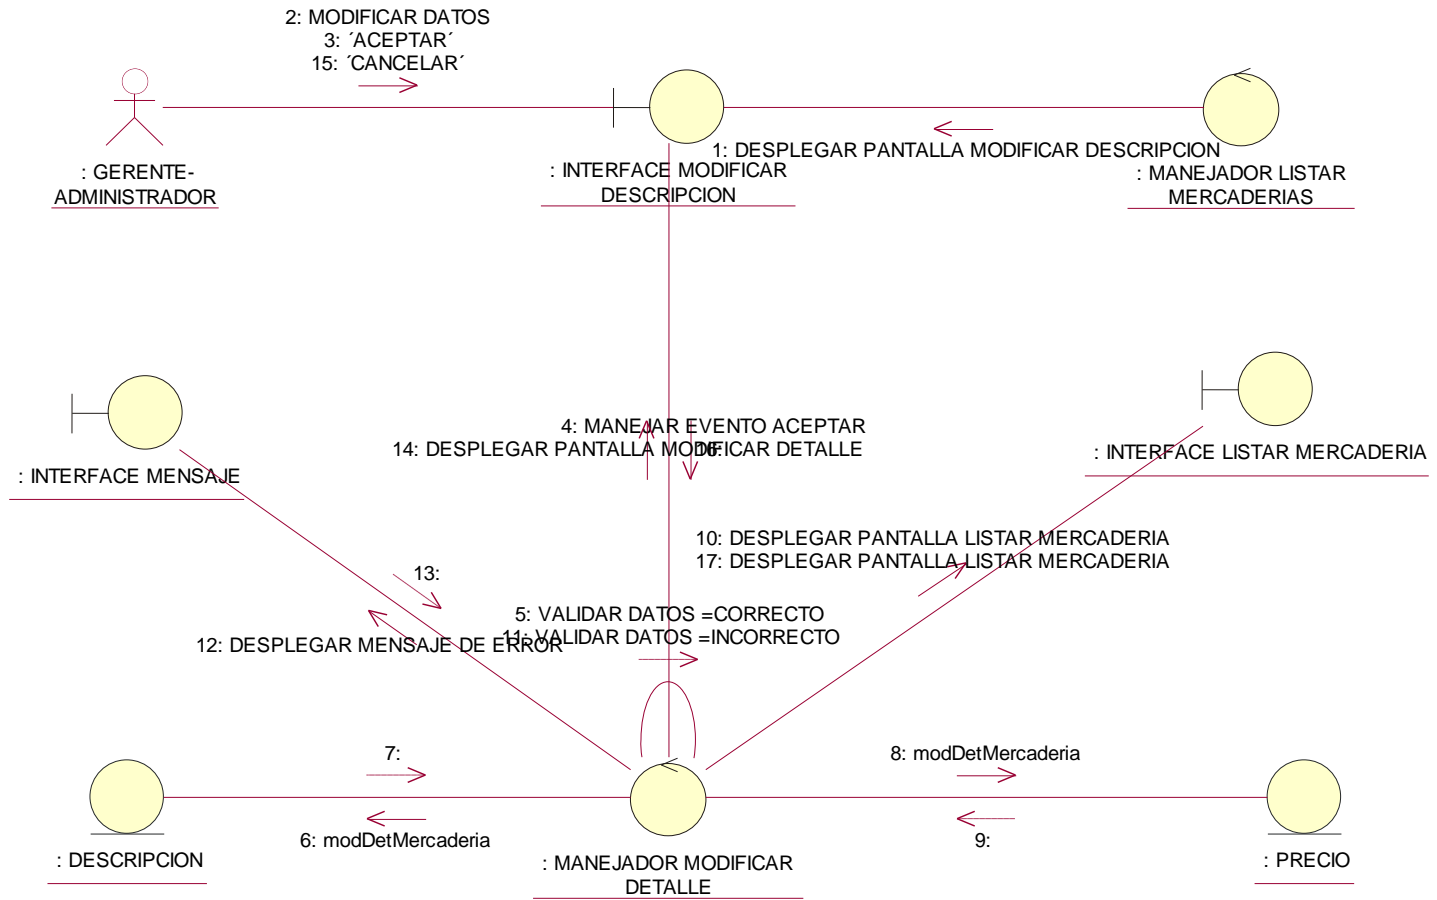 2: MODIFICAR DATOS
3: ´ACEPTAR´
15: ´CANCELAR´
1: DESPLEGAR PANTALLA MODIFICAR DESCRIPCION
: GERENTE-
ADMINISTRADOR
: INTERFACE MODIFICAR
DESCRIPCION
: MANEJADOR LISTAR
MERCADERIAS
4: MANEJAR EVENTO ACEPTAR
14: DESPLEGAR PANTALLA MODIFICAR DETALLE
16:
: INTERFACE MENSAJE
: INTERFACE LISTAR MERCADERIA
10: DESPLEGAR PANTALLA LISTAR MERCADERIA
17: DESPLEGAR PANTALLA LISTAR MERCADERIA
13:
5: VALIDAR DATOS =CORRECTO
11: VALIDAR DATOS =INCORRECTO
12: DESPLEGAR MENSAJE DE ERROR
7:
8: modDetMercaderia
6: modDetMercaderia
9:
: DESCRIPCION
: MANEJADOR MODIFICAR
DETALLE
: PRECIO